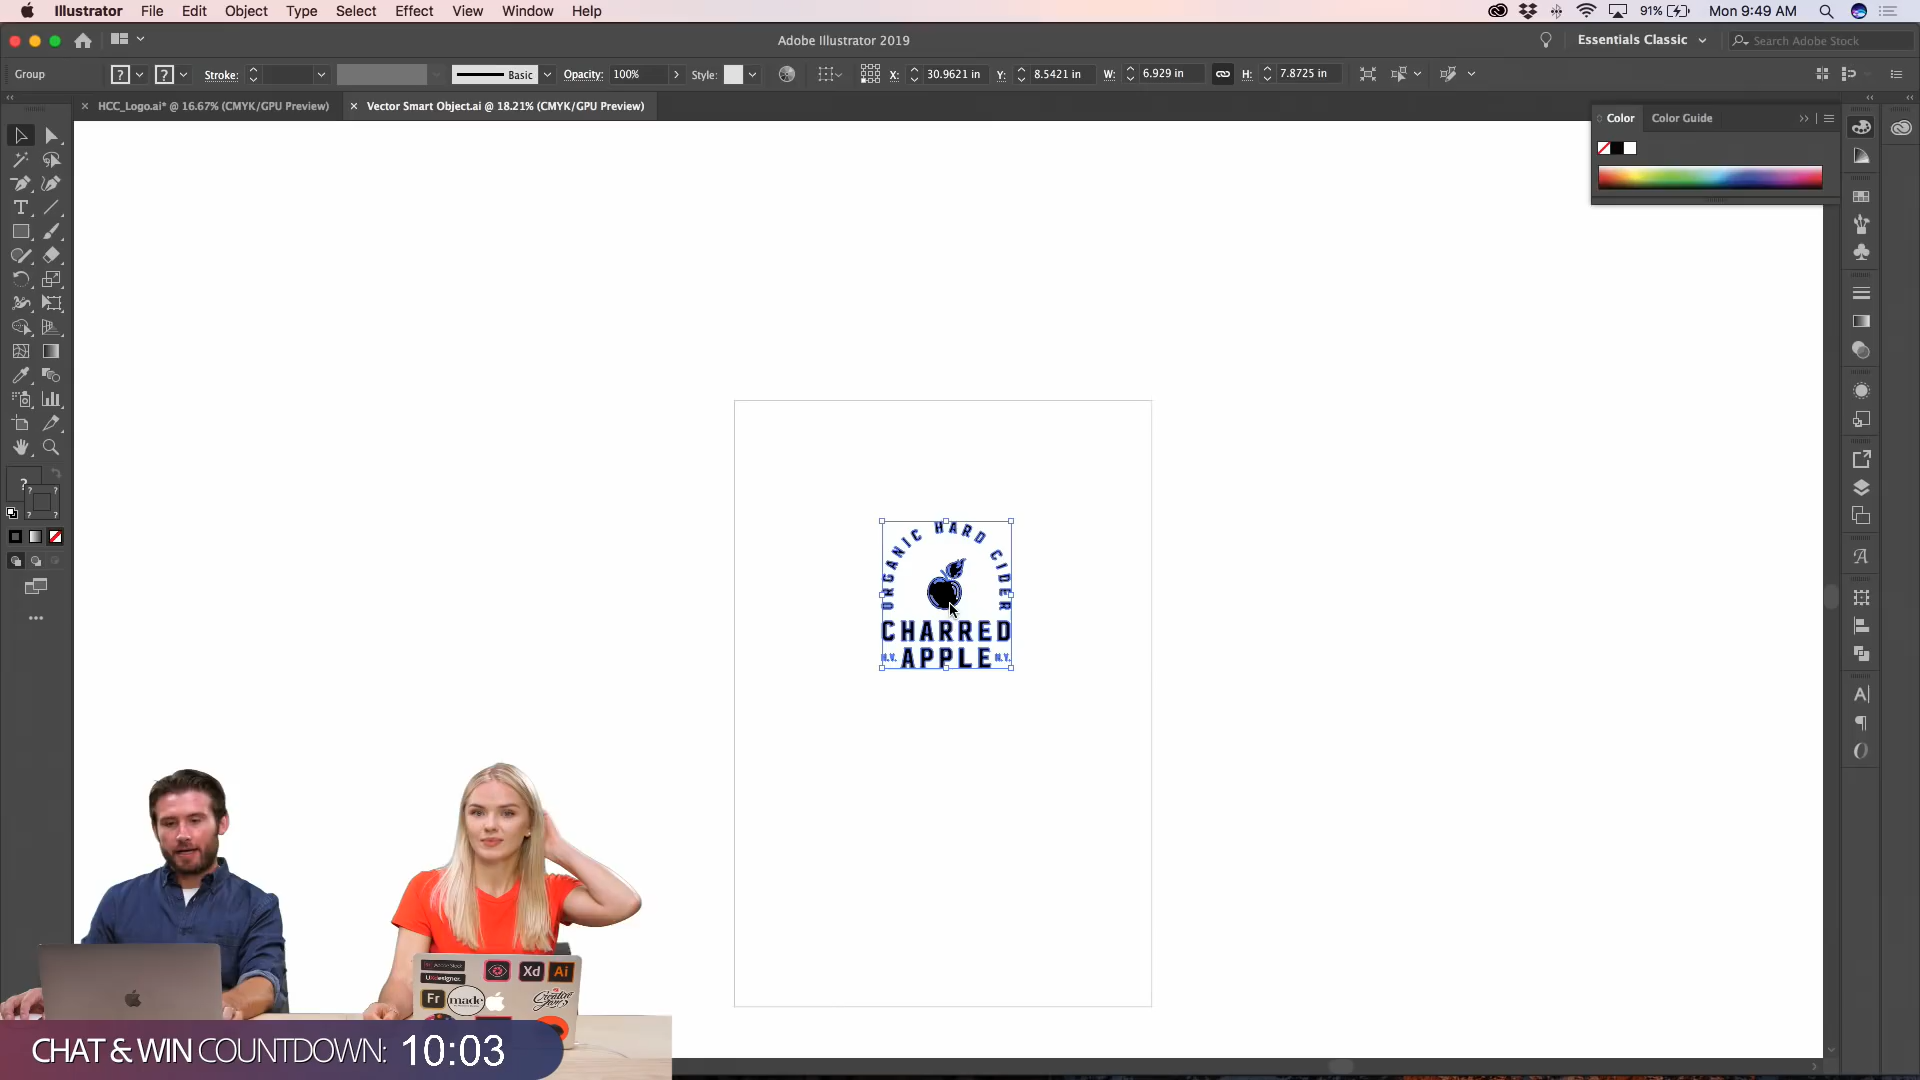 Illustrator File Edit Object Type Select Effect View Window Help 91% Mon 9:49 AM
Adobe Illustrator 2019 Essentials Classic Search Adobe Stock
Group ? ? Stroke: Basic Opacity: 100% Style: X: 30.9621 in Y: 8.5421 in W: 6.929 in H: 7.8725 in
HCC_Logo.ai* @ 16.67% (CMYK/GPU Preview) Vector Smart Object.ai @ 18.21% (CMYK/GPU Preview)
Color Color Guide
ORGANIC HARD CIDER
CHARRED
N.Y. APPLE N.Y.
Xd Ai
Fr made Creative Jam
CHAT & WIN COUNTDOWN: 10:03